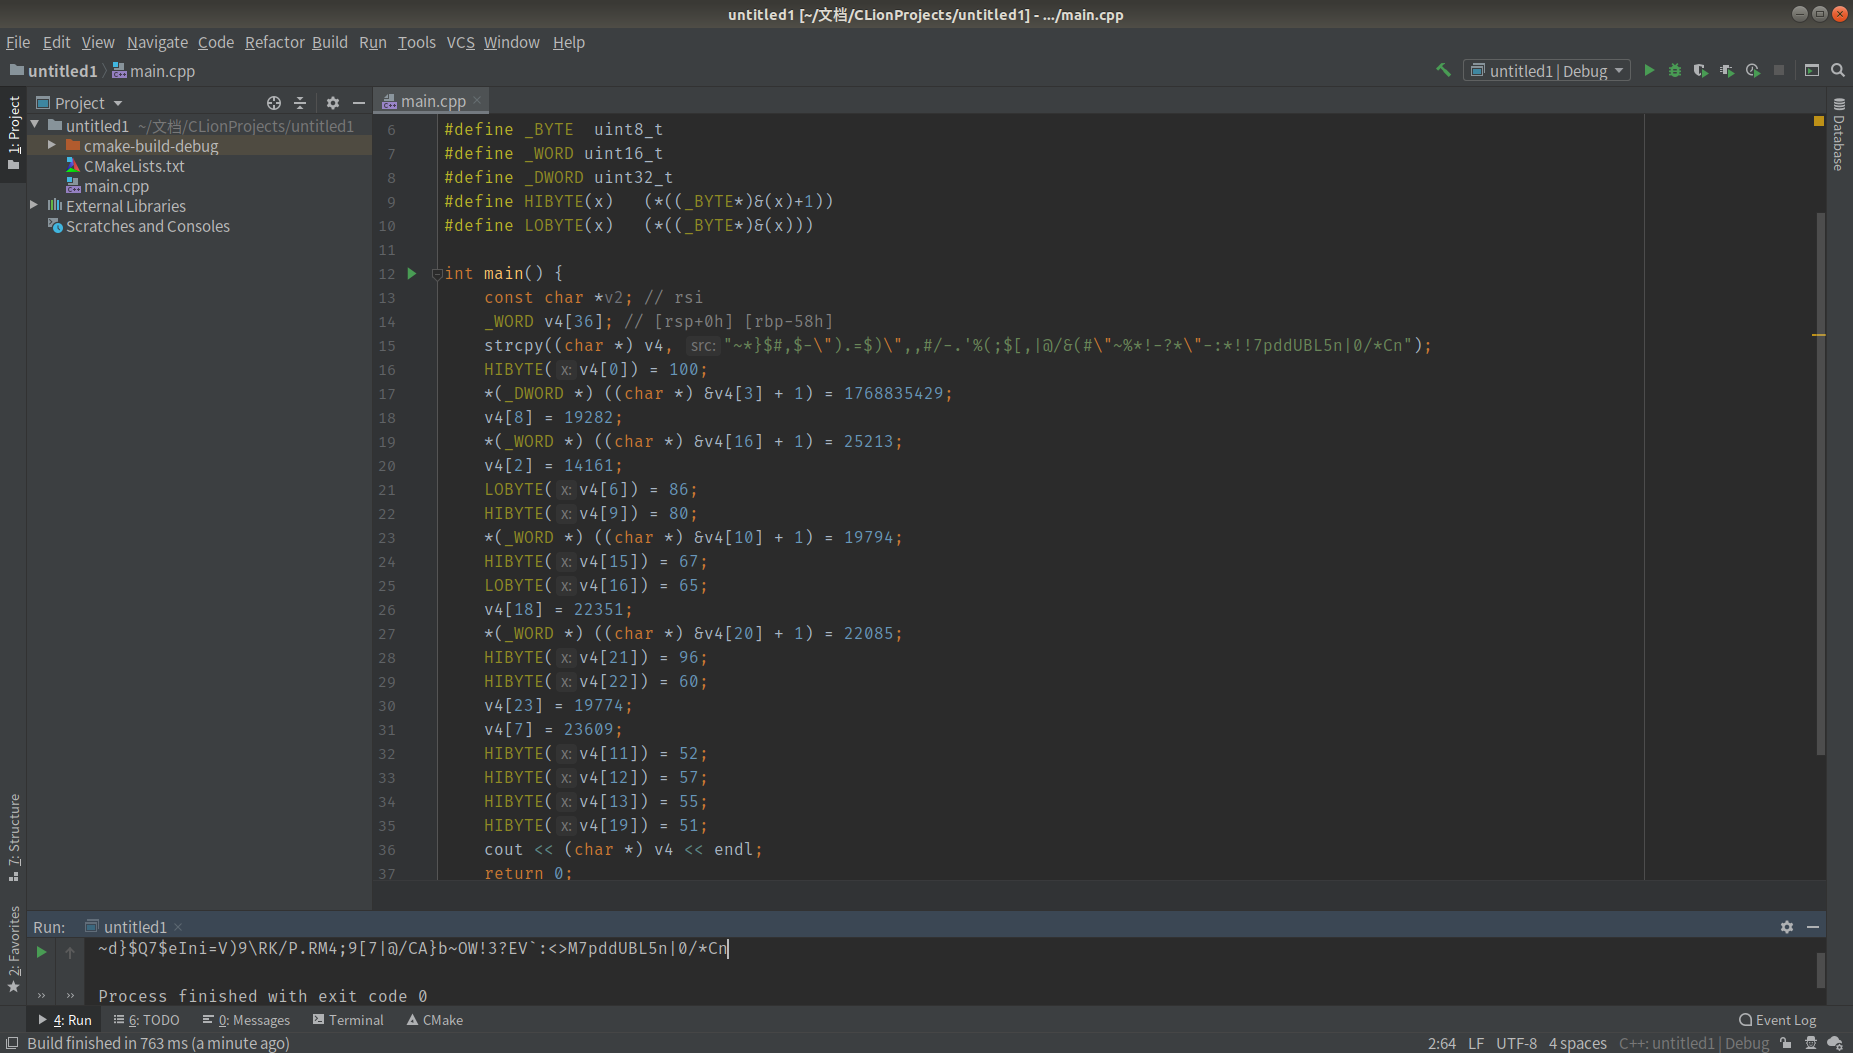 untitled1 [~/文档/CLionProjects/untitled1] - .../main.cpp
File Edit View Navigate Code Refactor Build Run Tools VCS Window Help
untitled1 main.cpp
untitled1 | Debug
Project
main.cpp
1: Project
Database
untitled1 ~/文档/CLionProjects/untitled1
cmake-build-debug
CMakeLists.txt
main.cpp
External Libraries
Scratches and Consoles
6 #define _BYTE  uint8_t
7 #define _WORD uint16_t
8 #define _DWORD uint32_t
9 #define HIBYTE(x)   (*((_BYTE*)&(x)+1))
10 #define LOBYTE(x)   (*((_BYTE*)&(x)))
11
12 int main() {
13     const char *v2; // rsi
14     _WORD v4[36]; // [rsp+0h] [rbp-58h]
15     strcpy((char *) v4, src: "~*}$#,$-\").=$)\",,#/-.'%(;$[,|@/&(#\"~%*!-?*\"-:*!!7pddUBL5n|0/*Cn");
16     HIBYTE( x: v4[0]) = 100;
17     *(_DWORD *) ((char *) &v4[3] + 1) = 1768835429;
18     v4[8] = 19282;
19     *(_WORD *) ((char *) &v4[16] + 1) = 25213;
20     v4[2] = 14161;
21     LOBYTE( x: v4[6]) = 86;
22     HIBYTE( x: v4[9]) = 80;
23     *(_WORD *) ((char *) &v4[10] + 1) = 19794;
24     HIBYTE( x: v4[15]) = 67;
25     LOBYTE( x: v4[16]) = 65;
26     v4[18] = 22351;
27     *(_WORD *) ((char *) &v4[20] + 1) = 22085;
28     HIBYTE( x: v4[21]) = 96;
29     HIBYTE( x: v4[22]) = 60;
30     v4[23] = 19774;
31     v4[7] = 23609;
32     HIBYTE( x: v4[11]) = 52;
33     HIBYTE( x: v4[12]) = 57;
34     HIBYTE( x: v4[13]) = 55;
35     HIBYTE( x: v4[19]) = 51;
36     cout << (char *) v4 << endl;
37     return 0;
7: Structure
2: Favorites
Run: untitled1
~d}$Q7$eIni=V)9\RK/P.RM4;9[7|@/CA}b~OW!3?EV`:<>M7pddUBL5n|0/*Cn
Process finished with exit code 0
4: Run 6: TODO 0: Messages Terminal CMake Event Log
Build finished in 763 ms (a minute ago) 2:64 LF UTF-8 4 spaces C++: untitled1 | Debug